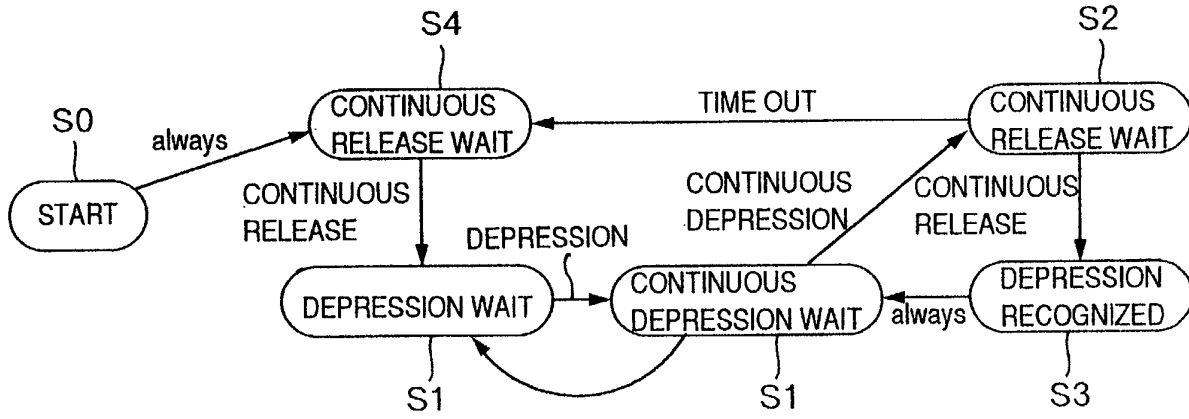 S4
S2
S0
always
CONTINUOUS
RELEASE WAIT
TIME OUT
CONTINUOUS
RELEASE WAIT
START
CONTINUOUS
RELEASE
CONTINUOUS
DEPRESSION
CONTINUOUS
RELEASE
DEPRESSION
DEPRESSION WAIT
CONTINUOUS
DEPRESSION WAIT
always
DEPRESSION
RECOGNIZED
S1
S1
S3